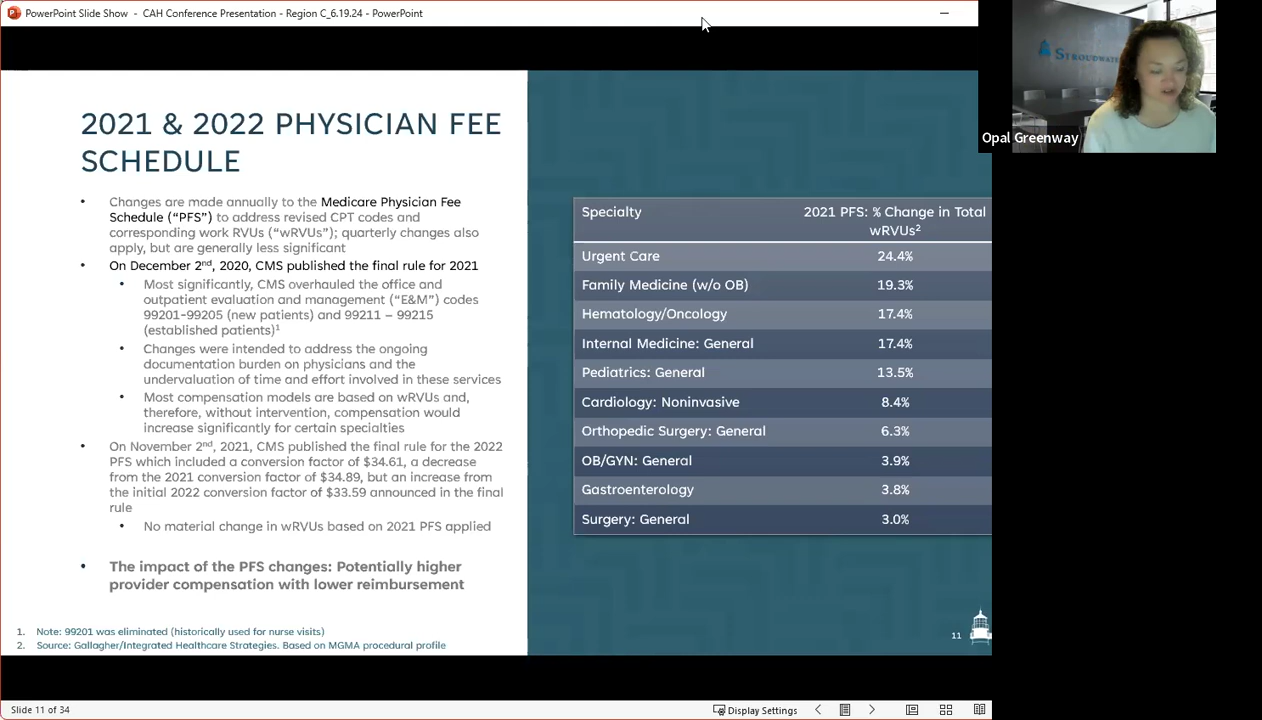 PowerPoint Slide Show - CAH Conference Presentation - Region C_6.19.24 - PowerPoint
2021 & 2022 PHYSICIAN FEE
SCHEDULE
• Changes are made annually to the Medicare Physician Fee
Schedule (“PFS”) to address revised CPT codes and
corresponding work RVUs (“wRVUs”); quarterly changes also
apply, but are generally less significant
• On December 2nd, 2020, CMS published the final rule for 2021
• Most significantly, CMS overhauled the office and
outpatient evaluation and management (“E&M”) codes
99201-99205 (new patients) and 99211 – 99215
(established patients)1
• Changes were intended to address the ongoing
documentation burden on physicians and the
undervaluation of time and effort involved in these services
• Most compensation models are based on wRVUs and,
therefore, without intervention, compensation would
increase significantly for certain specialties
• On November 2nd, 2021, CMS published the final rule for the 2022
PFS which included a conversion factor of $34.61, a decrease
from the 2021 conversion factor of $34.89, but an increase from
the initial 2022 conversion factor of $33.59 announced in the final
rule
• No material change in wRVUs based on 2021 PFS applied
• The impact of the PFS changes: Potentially higher
provider compensation with lower reimbursement
1. Note: 99201 was eliminated (historically used for nurse visits)
2. Source: Gallagher/Integrated Healthcare Strategies. Based on MGMA procedural profile
Specialty 2021 PFS: % Change in Total
wRVUs2
Urgent Care 24.4%
Family Medicine (w/o OB) 19.3%
Hematology/Oncology 17.4%
Internal Medicine: General 17.4%
Pediatrics: General 13.5%
Cardiology: Noninvasive 8.4%
Orthopedic Surgery: General 6.3%
OB/GYN: General 3.9%
Gastroenterology 3.8%
Surgery: General 3.0%
11
Opal Greenway
Slide 11 of 34
Display Settings